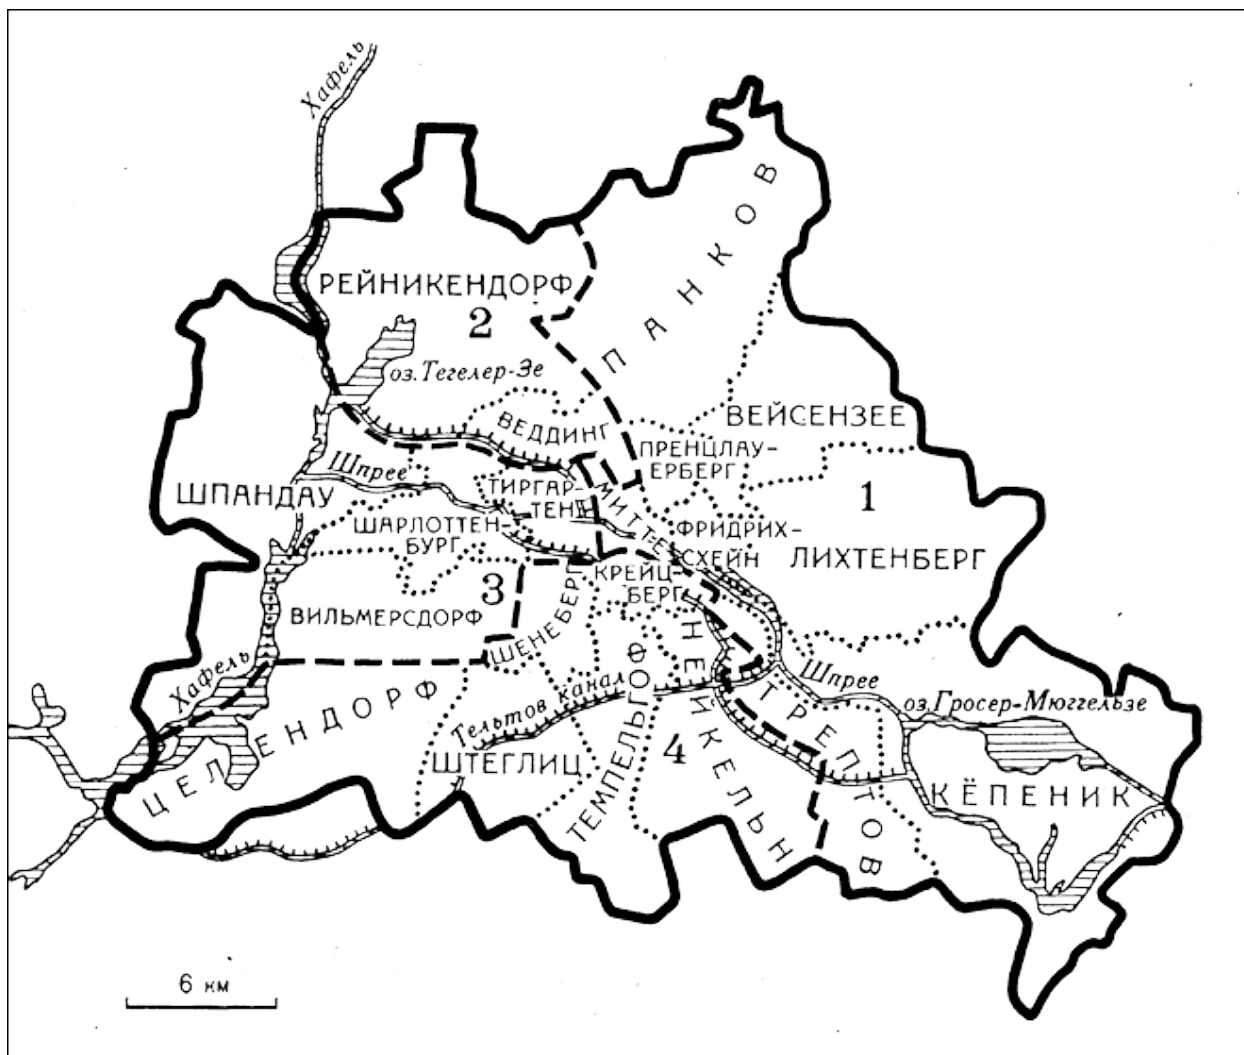 Хафель
ПАНКОВ
РЕЙНИКЕНДОРФ
2
оз. Тегелер-Зе
ВЕЙСЕНЗЕЕ
ВЕДДИНГ
ПРЕНЦЛАУ-
ЕРБЕРГ
Шпрее
ШПАНДАУ
ТИРГАР-
ТЕН
МИТТЕ
1
ШАРЛОТТЕН-
БУРГ
ФРИДРИХ-
СХЕЙН
ЛИХТЕНБЕРГ
3
КРЕЙЦ-
БЕРГ
ВИЛЬМЕРСДОРФ
ШЕНЕБЕРГ
Хафель
ЦЕЛЕНДОРФ
Тельтов канал
ШТЕГЛИЦ
ТЕМПЕЛЬГОФ
4
НЕЙКЕЛЬН
ТРЕПТОВ
Шпрее
оз. Гросер-Мюггельзе
КЁПЕНИК
6 км